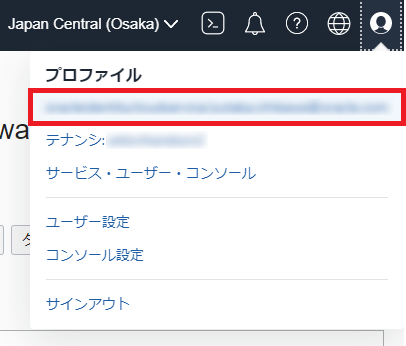 Japan Central (Osaka)
プロファイル
wa
テナンシ:
サービス・ユーザー・コンソール
ユーザー設定
コンソール設定
サインアウト